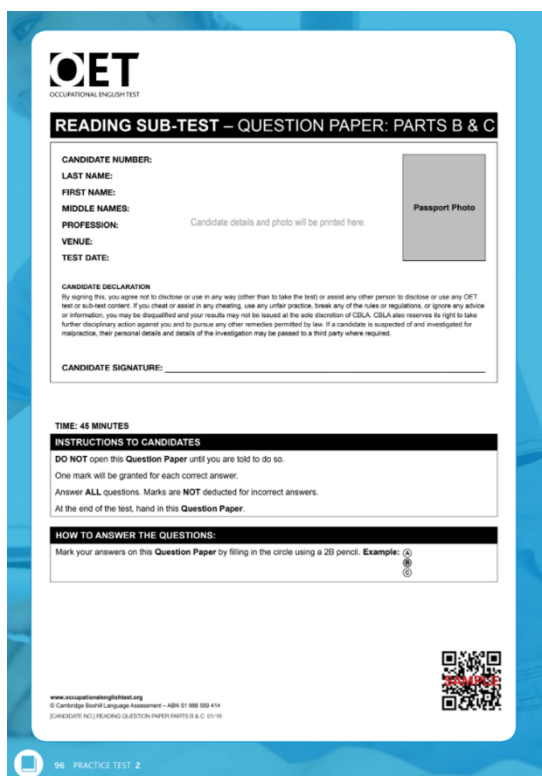 OET
OCCUPATIONAL ENGLISH TEST
READING SUB-TEST – QUESTION PAPER: PARTS B & C
CANDIDATE NUMBER:
LAST NAME:
FIRST NAME:
MIDDLE NAMES:
Passport Photo
PROFESSION:
Candidate details and photo will be printed here.
VENUE:
TEST DATE:
CANDIDATE DECLARATION
By signing this, you agree not to disclose or use in any way (other than to take the test) or assist any other person to disclose or use any OET
test or sub-test content. If you cheat or assist in any cheating, use any unfair practice, break any of the rules or regulations, or ignore any advice
or information, you may be disqualified and your results may not be issued at the sole discretion of CBLA. CBLA also reserves its right to take
further disciplinary action against you and to pursue any other remedies permitted by law. If a candidate is suspected of and investigated for
malpractice, their personal details and details of the investigation may be passed to a third party where required.
CANDIDATE SIGNATURE:
TIME: 45 MINUTES
INSTRUCTIONS TO CANDIDATES
DO NOT open this Question Paper until you are told to do so.
One mark will be granted for each correct answer.
Answer ALL questions. Marks are NOT deducted for incorrect answers.
At the end of the test, hand in this Question Paper.
HOW TO ANSWER THE QUESTIONS:
Mark your answers on this Question Paper by filling in the circle using a 2B pencil. Example: A
B
C
SAMPLE
www.occupationalenglishtest.org
© Cambridge Boxhill Language Assessment – ABN 51 988 559 414
[CANDIDATE NO.] READING QUESTION PAPER PARTS B & C 01/16
96 PRACTICE TEST 2